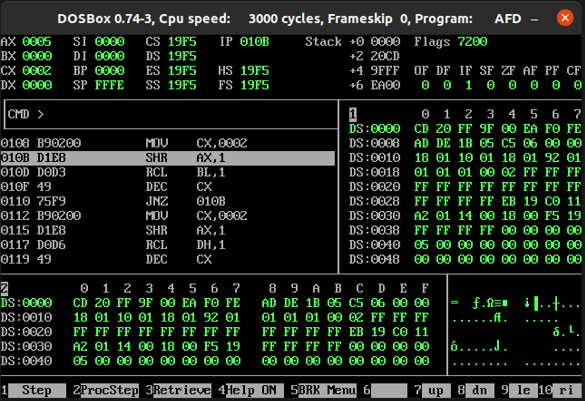 DOSBox 0.74-3, Cpu speed: 3000 cycles, Frameskip 0, Program: AFD
AX 0005 SI 0000 CS 19F5 IP 010B Stack +0 0000 Flags 7200
BX 0000 DI 0000 DS 19F5 +2 20CD
CX 0002 BP 0000 ES 19F5 HS 19F5 +4 9FFF OF DF IF SF ZF AF PF CF
DX 0000 SP FFFE SS 19F5 FS 19F5 +6 EA00 0 0 1 0 0 0 0 0
CMD >
1 0 1 2 3 4 5 6 7
DS:0000 CD 20 FF 9F 00 EA F0 FE
DS:0008 AD DE 1B 05 C5 06 00 00
DS:0010 18 01 10 01 18 01 92 01
DS:0018 01 01 01 00 02 FF FF FF
DS:0020 FF FF FF FF FF FF FF FF
DS:0028 FF FF FF FF EB 19 C0 11
DS:0030 A2 01 14 00 18 00 F5 19
DS:0038 FF FF FF FF 00 00 00 00
DS:0040 05 00 00 00 00 00 00 00
DS:0048 00 00 00 00 00 00 00 00
0108 B90200 MOV CX,0002
010B D1E8 SHR AX,1
010D D0D3 RCL BL,1
010F 49 DEC CX
0110 75F9 JNZ 010B
0112 B90200 MOV CX,0002
0115 D1E8 SHR AX,1
0117 D0D6 RCL DH,1
0119 49 DEC CX
2 0 1 2 3 4 5 6 7 8 9 A B C D E F
DS:0000 CD 20 FF 9F 00 EA F0 FE AD DE 1B 05 C5 06 00 00
DS:0010 18 01 10 01 18 01 92 01 01 01 01 00 02 FF FF FF
DS:0020 FF FF FF FF FF FF FF FF FF FF FF FF EB 19 C0 11
DS:0030 A2 01 14 00 18 00 F5 19 FF FF FF FF 00 00 00 00
DS:0040 05 00 00 00 00 00 00 00 00 00 00 00 00 00 00 00
1 Step 2 ProcStep 3 Retrieve 4 Help ON 5 BRK Menu 6 7 up 8 dn 9 le 10 ri